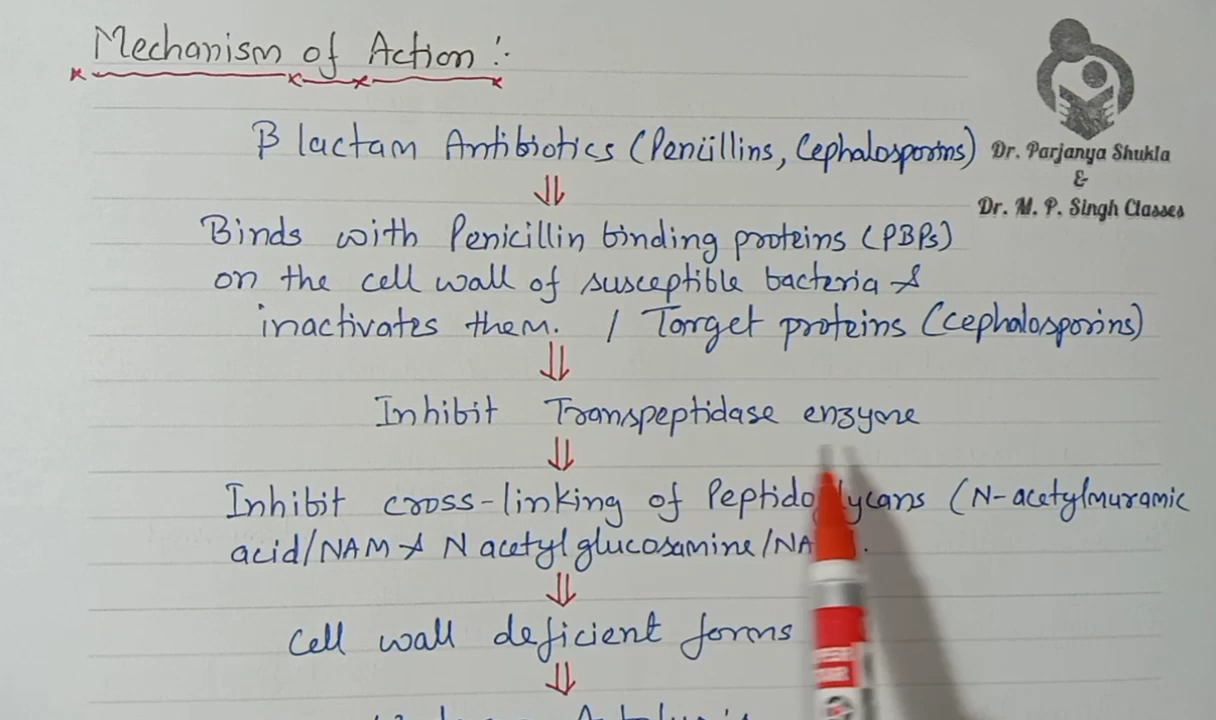 Mechanism of Action :-
β lactam Antibiotics (Penicillins, Cephalosporins)
Dr. Parjanya Shukla
&
Dr. M. P. Singh Classes
Binds with Penicillin binding proteins (PBPs)
on the cell wall of susceptible bacteria &
inactivates them. / Target proteins (cephalosporins)
Inhibit Transpeptidase enzyme
Inhibit cross-linking of Peptidoglycans (N-acetylmuramic
acid/NAM & N acetyl glucosamine/NA
Cell wall deficient forms